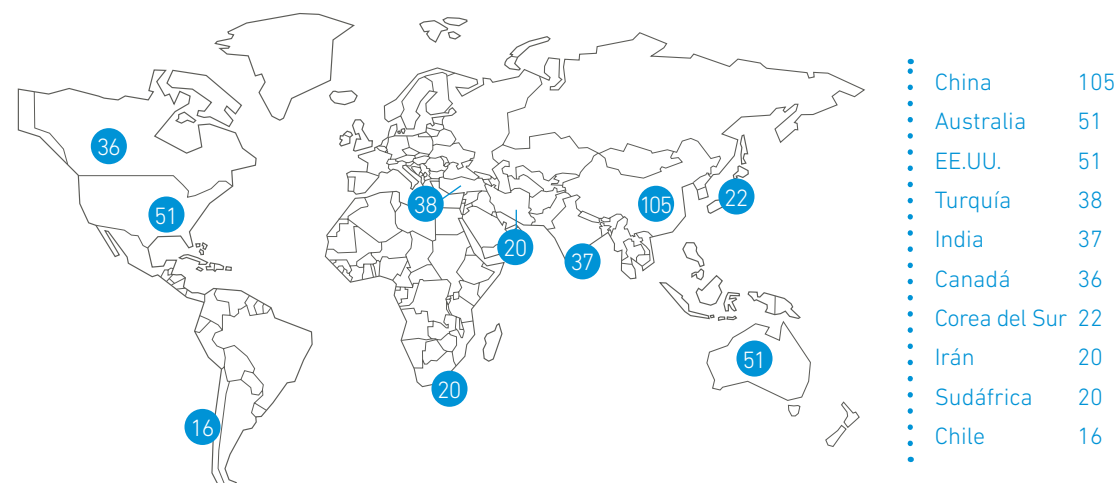 36
51
38
20
37
105
22
51
20
16
China 105
Australia 51
EE.UU. 51
Turquía 38
India 37
Canadá 36
Corea del Sur 22
Irán 20
Sudáfrica 20
Chile 16